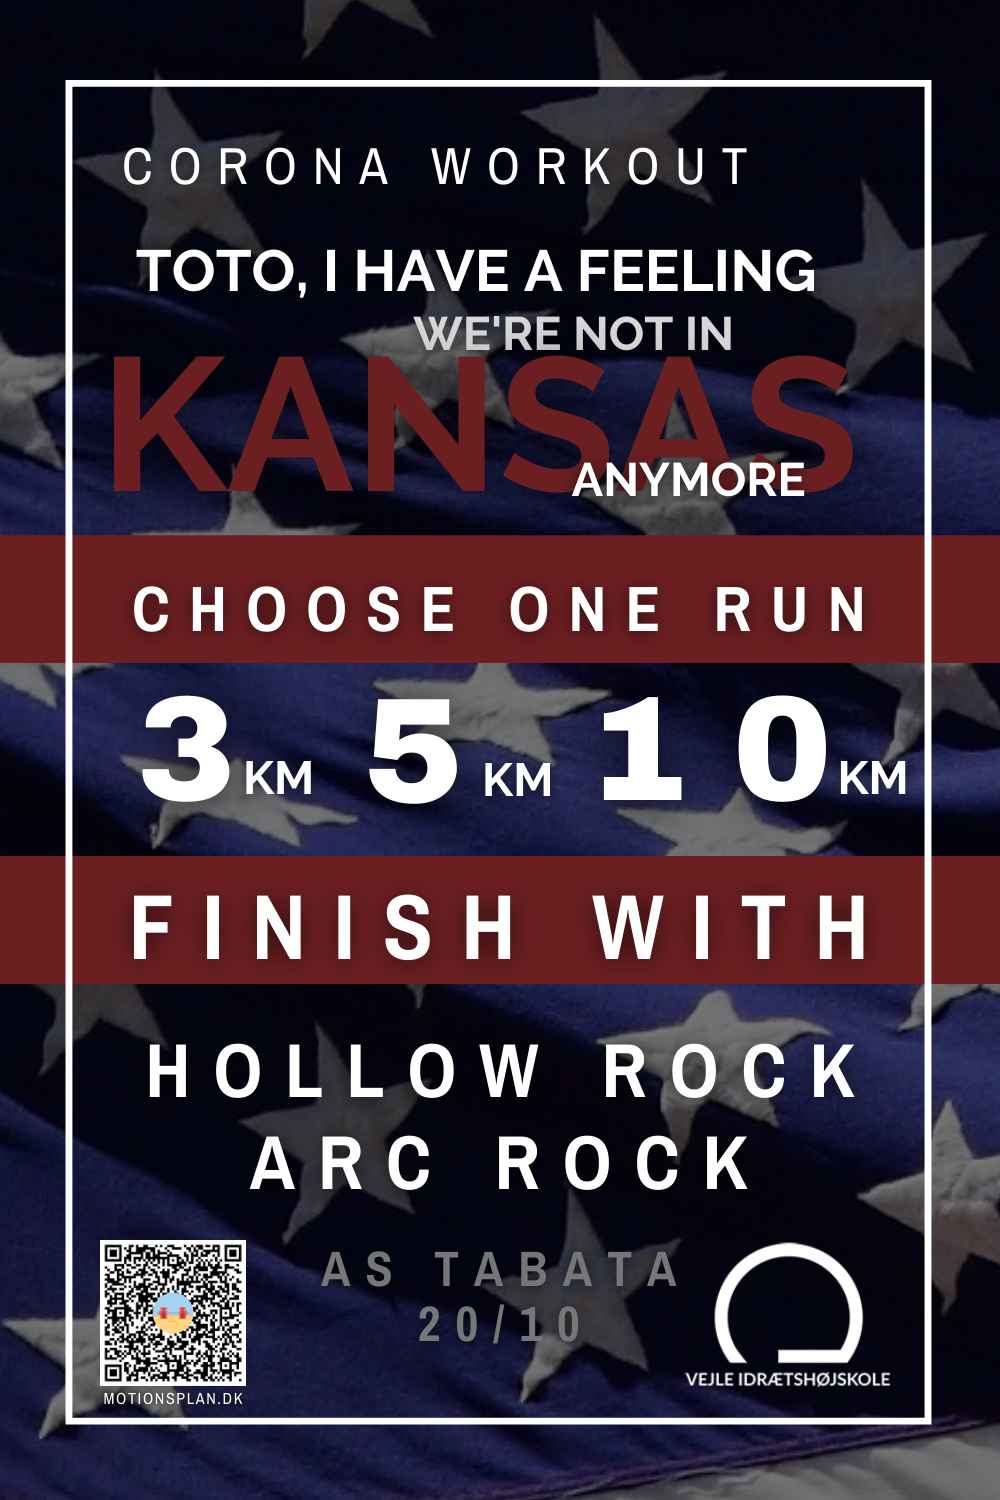 CORONA WORKOUT
TOTO, I HAVE A FEELING
WE'RE NOT IN
KANSAS
ANYMORE
CHOOSE ONE RUN
3 KM 5 KM 10 KM
FINISH WITH
HOLLOW ROCK
ARC ROCK
AS TABATA
20/10
MOTIONSPLAN.DK
VEJLE IDRÆTSHØJSKOLE